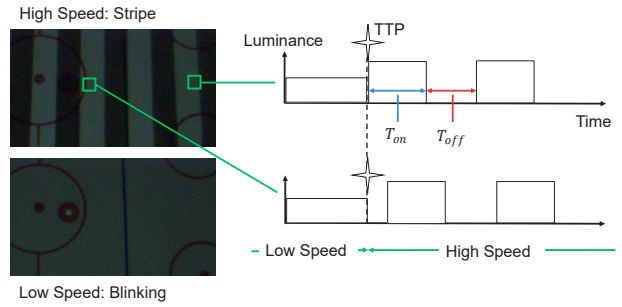 High Speed: Stripe
TTP
Luminance
T_on
T_off
Time
Low Speed
High Speed
Low Speed: Blinking